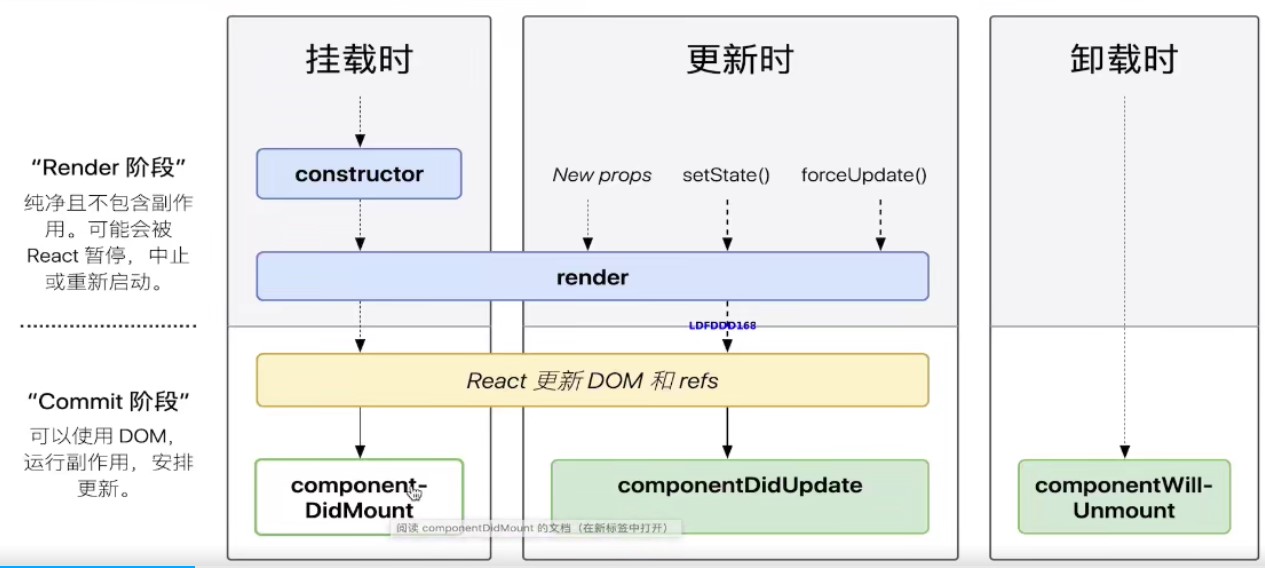 挂载时
更新时
卸载时
“Render 阶段”
纯净且不包含副作
用。可能会被
React 暂停，中止
或重新启动。
constructor
New props
setState()
forceUpdate()
render
LDFDDD168
“Commit 阶段”
可以使用 DOM，
运行副作用，安排
更新。
React 更新 DOM 和 refs
component-
DidMount
componentDidUpdate
componentWill-
Unmount
阅读 componentDidMount 的文档（在新标签中打开）